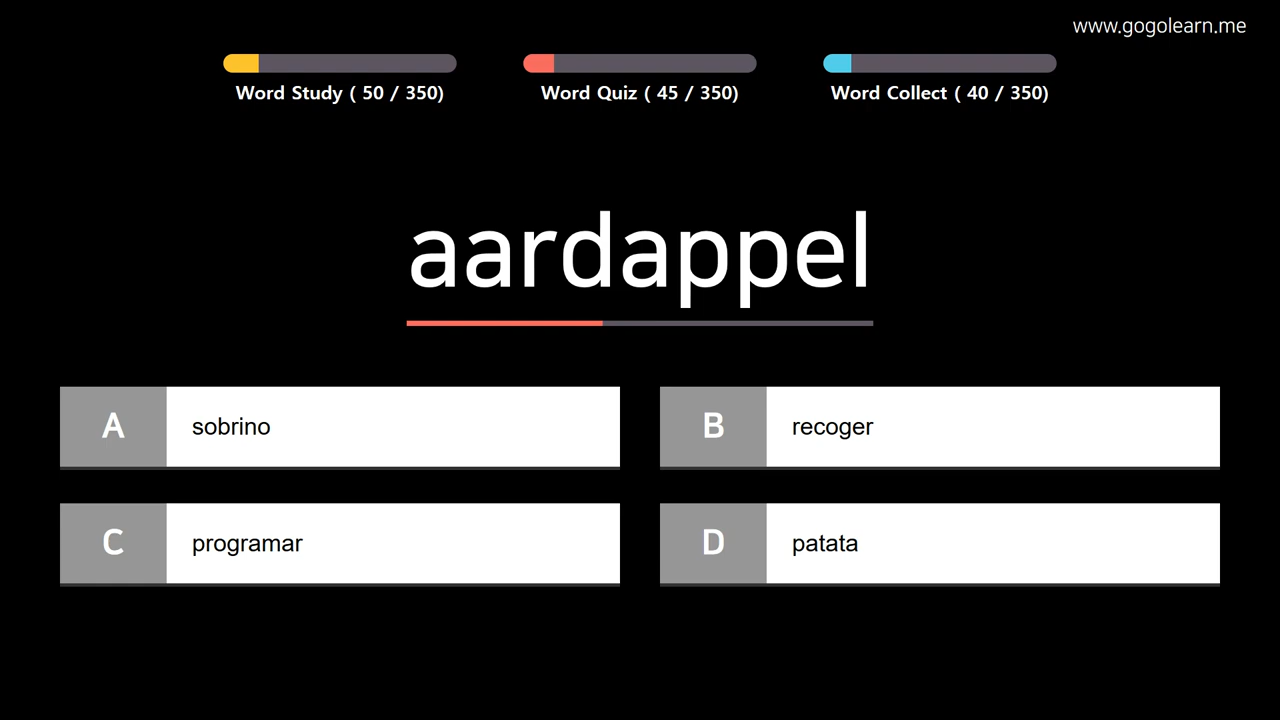 www.gogolearn.me
Word Study ( 50 / 350)
Word Quiz ( 45 / 350)
Word Collect ( 40 / 350)
aardappel
A
sobrino
B
recoger
C
programar
D
patata